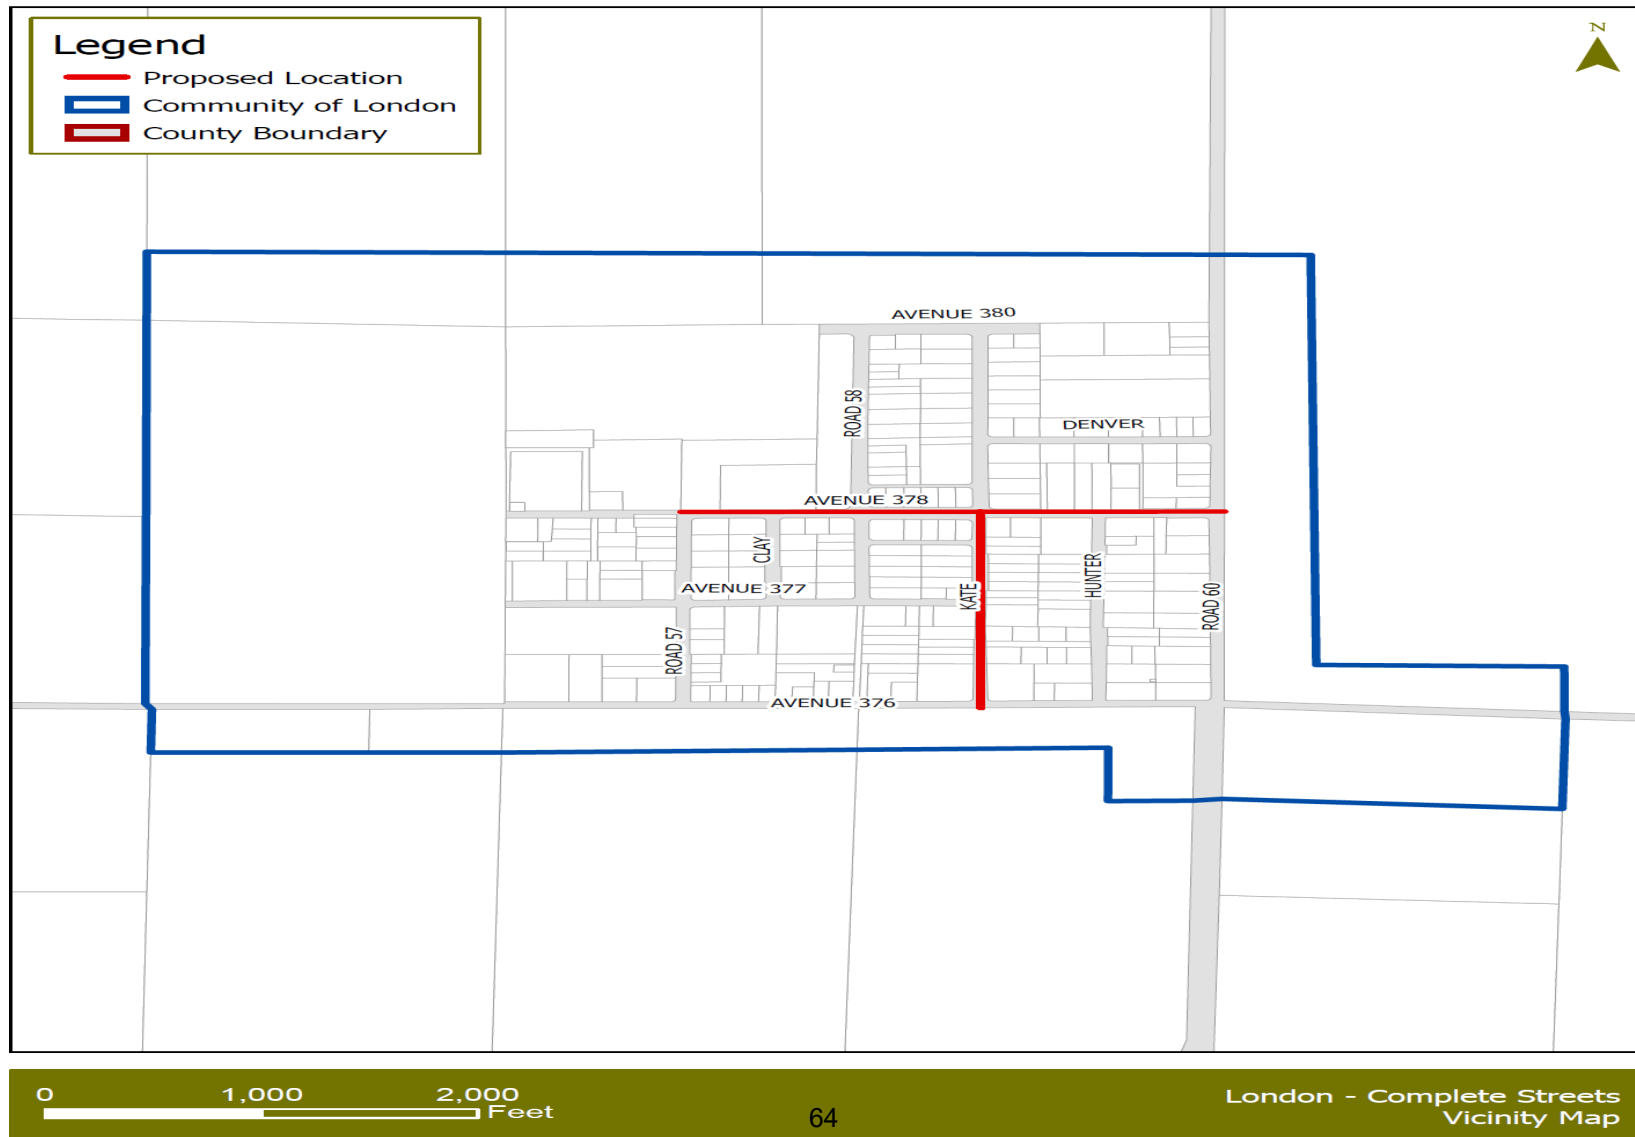 Legend
Proposed Location
Community of London
County Boundary
N
AVENUE 380
ROAD 58
DENVER
AVENUE 378
CLAY
AVENUE 377
KATE
HUNTER
ROAD 60
ROAD 57
AVENUE 376
0 1,000 2,000
Feet
64
London - Complete Streets
Vicinity Map